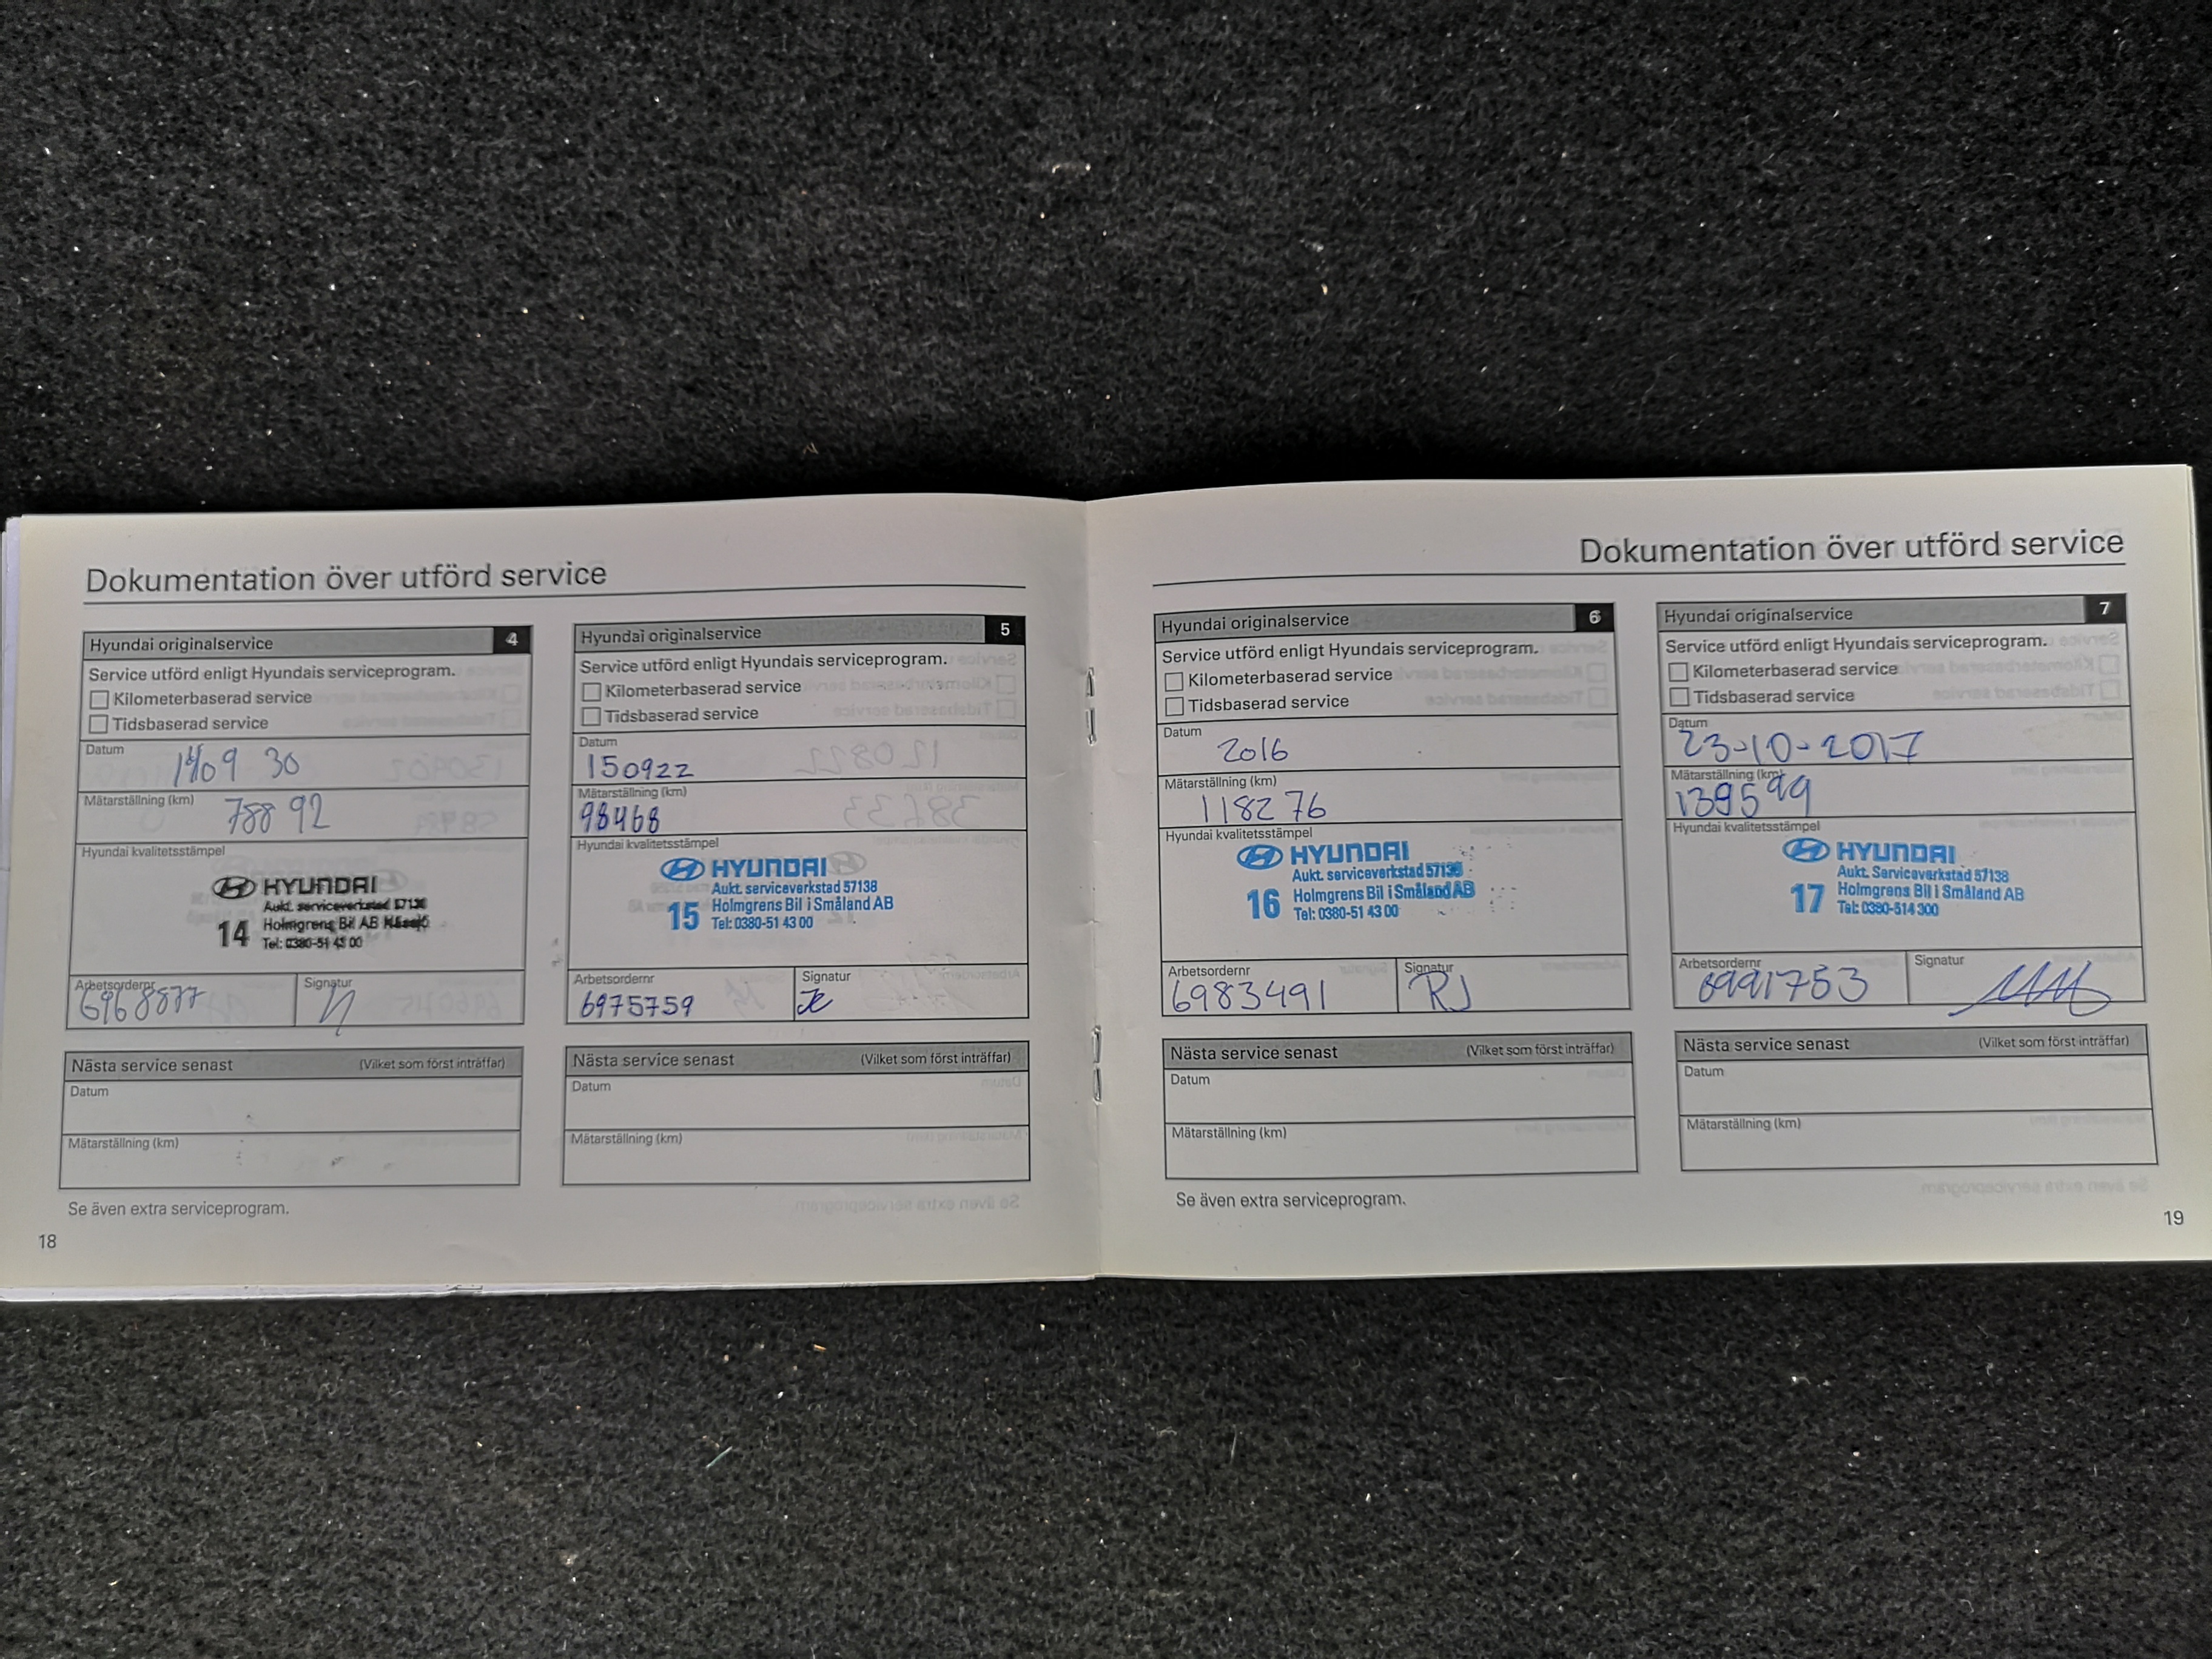 Dokumentation över utförd service
Hyundai originalservice 4
Service utförd enligt Hyundais serviceprogram.
Kilometerbaserad service
Tidsbaserad service
Datum
1409 30
Mätarställning (km)
788 92
Hyundai kvalitetsstämpel
HYUNDAI
Aukt. serviceverkstad 57138
14 Holmgrens Bil AB
Tel: 0380-51 43 00
Arbetsordernr
6968877
Signatur
Nästa service senast (Vilket som först inträffar)
Datum
Mätarställning (km)
Se även extra serviceprogram.
18
Hyundai originalservice 5
Service utförd enligt Hyundais serviceprogram.
Kilometerbaserad service
Tidsbaserad service
Datum
150922
Mätarställning (km)
98468
Hyundai kvalitetsstämpel
HYUNDAI
Aukt. serviceverkstad 57138
15 Holmgrens Bil i Småland AB
Tel: 0380-51 43 00
Arbetsordernr
6975759
Signatur
Nästa service senast (Vilket som först inträffar)
Datum
Mätarställning (km)
Dokumentation över utförd service
Hyundai originalservice 6
Service utförd enligt Hyundais serviceprogram.
Kilometerbaserad service
Tidsbaserad service
Datum
2016
Mätarställning (km)
1182 76
Hyundai kvalitetsstämpel
HYUNDAI
Aukt. serviceverkstad 57138
16 Holmgrens Bil i Småland AB
Tel: 0380-51 43 00
Arbetsordernr
6983491
Signatur
RJ
Nästa service senast (Vilket som först inträffar)
Datum
Mätarställning (km)
Se även extra serviceprogram.
Hyundai originalservice 7
Service utförd enligt Hyundais serviceprogram.
Kilometerbaserad service
Tidsbaserad service
Datum
23-10-2017
Mätarställning (km)
139599
Hyundai kvalitetsstämpel
HYUNDAI
Aukt. Serviceverkstad 57138
17 Holmgrens Bil i Småland AB
Tel: 0380-514 300
Arbetsordernr
6991753
Signatur
Nästa service senast (Vilket som först inträffar)
Datum
Mätarställning (km)
19